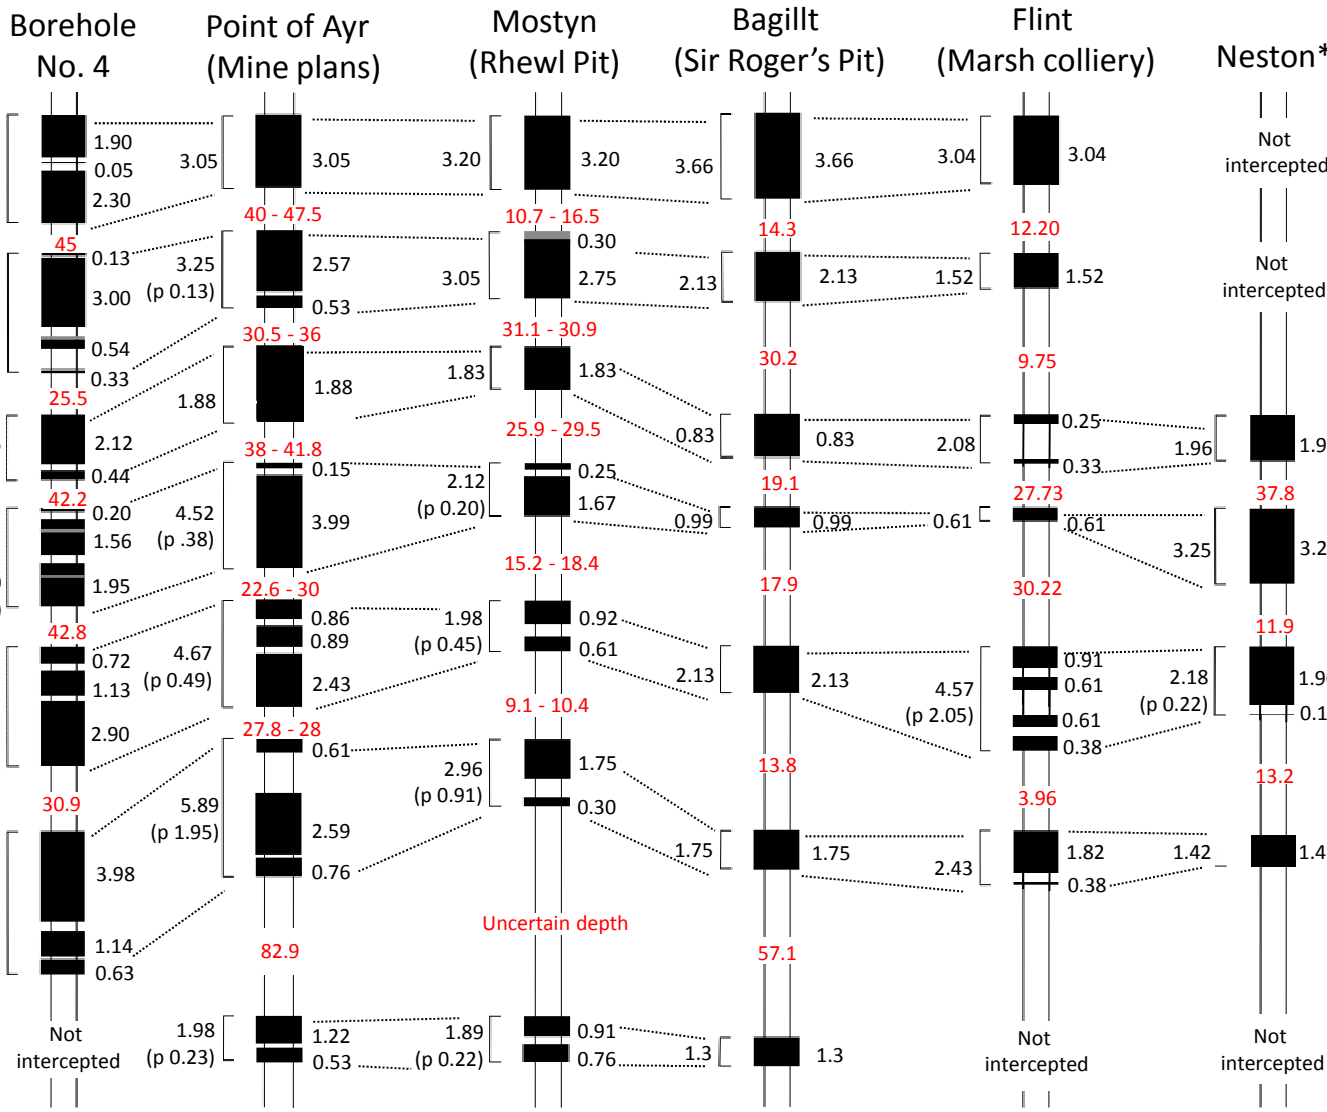 Borehole
No. 4
Point of Ayr
(Mine plans)
Mostyn
(Rhewl Pit)
Bagillt
(Sir Roger's Pit)
Flint
(Marsh colliery)
Neston*
1.90
0.05
2.30
45
0.13
3.00
0.54
0.33
25.5
2.12
0.44
42.2
0.20
1.56
1.95
42.8
0.72
1.13
2.90
30.9
3.98
1.14
0.63
Not
intercepted
3.05
3.05
40 - 47.5
3.25
(p 0.13)
2.57
0.53
30.5 - 36
1.88
1.88
38 - 41.8
0.15
4.52
(p .38)
3.99
22.6 - 30
0.86
0.89
4.67
(p 0.49)
2.43
27.8 - 28
0.61
5.89
(p 1.95)
2.59
0.76
82.9
1.98
(p 0.23)
1.22
0.53
3.20
3.20
10.7 - 16.5
0.30
3.05
2.75
31.1 - 30.9
1.83
1.83
25.9 - 29.5
0.25
2.12
(p 0.20)
1.67
15.2 - 18.4
1.98
(p 0.45)
0.92
0.61
9.1 - 10.4
2.96
(p 0.91)
1.75
0.30
Uncertain depth
1.89
(p 0.22)
0.91
0.76
3.66
3.66
14.3
2.13
2.13
30.2
0.83
0.83
19.1
0.99
0.99
17.9
2.13
2.13
13.8
1.75
1.75
57.1
1.3
1.3
3.04
3.04
12.20
1.52
1.52
9.75
0.25
2.08
0.33
27.73
0.61
0.61
30.22
0.91
0.61
4.57
(p 2.05)
0.61
0.38
3.96
2.43
1.82
0.38
Not
intercepted
Not
intercepted
Not
intercepted
1.96
1.9
37.8
3.25
3.2
11.9
2.18
(p 0.22)
1.9
0.1
13.2
1.42
1.4
Not
intercepted